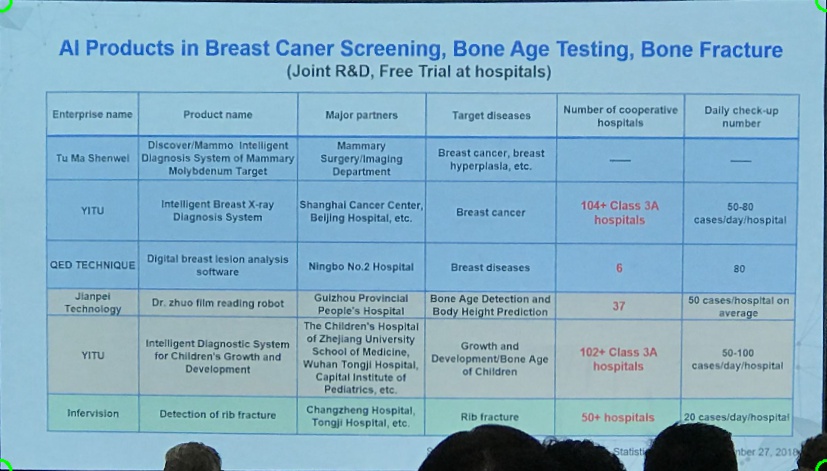 AI Products in Breast Caner Screening, Bone Age Testing, Bone Fracture
(Joint R&D, Free Trial at hospitals)
Enterprise name Product name Major partners Target diseases Number of cooperative hospitals Daily check-up number
Tu Ma Shenwei Discover/Mammo Intelligent Diagnosis System of Mammary Molybdenum Target Mammary Surgery/Imaging Department Breast cancer, breast hyperplasia, etc. — —
YITU Intelligent Breast X-ray Diagnosis System Shanghai Cancer Center, Beijing Hospital, etc. Breast cancer 104+ Class 3A hospitals 50-80 cases/day/hospital
QED TECHNIQUE Digital breast lesion analysis software Ningbo No.2 Hospital Breast diseases 6 80
Jianpei Technology Dr. zhuo film reading robot Guizhou Provincial People's Hospital Bone Age Detection and Body Height Prediction 37 50 cases/hospital on average
YITU Intelligent Diagnostic System for Children's Growth and Development The Children's Hospital of Zhejiang University School of Medicine, Wuhan Tongji Hospital, Capital Institute of Pediatrics, etc. Growth and Development/Bone Age of Children 102+ Class 3A hospitals 50-100 cases/day/hospital
Infervision Detection of rib fracture Changzheng Hospital, Tongji Hospital, etc. Rib fracture 50+ hospitals 20 cases/day/hospital
27, 2018